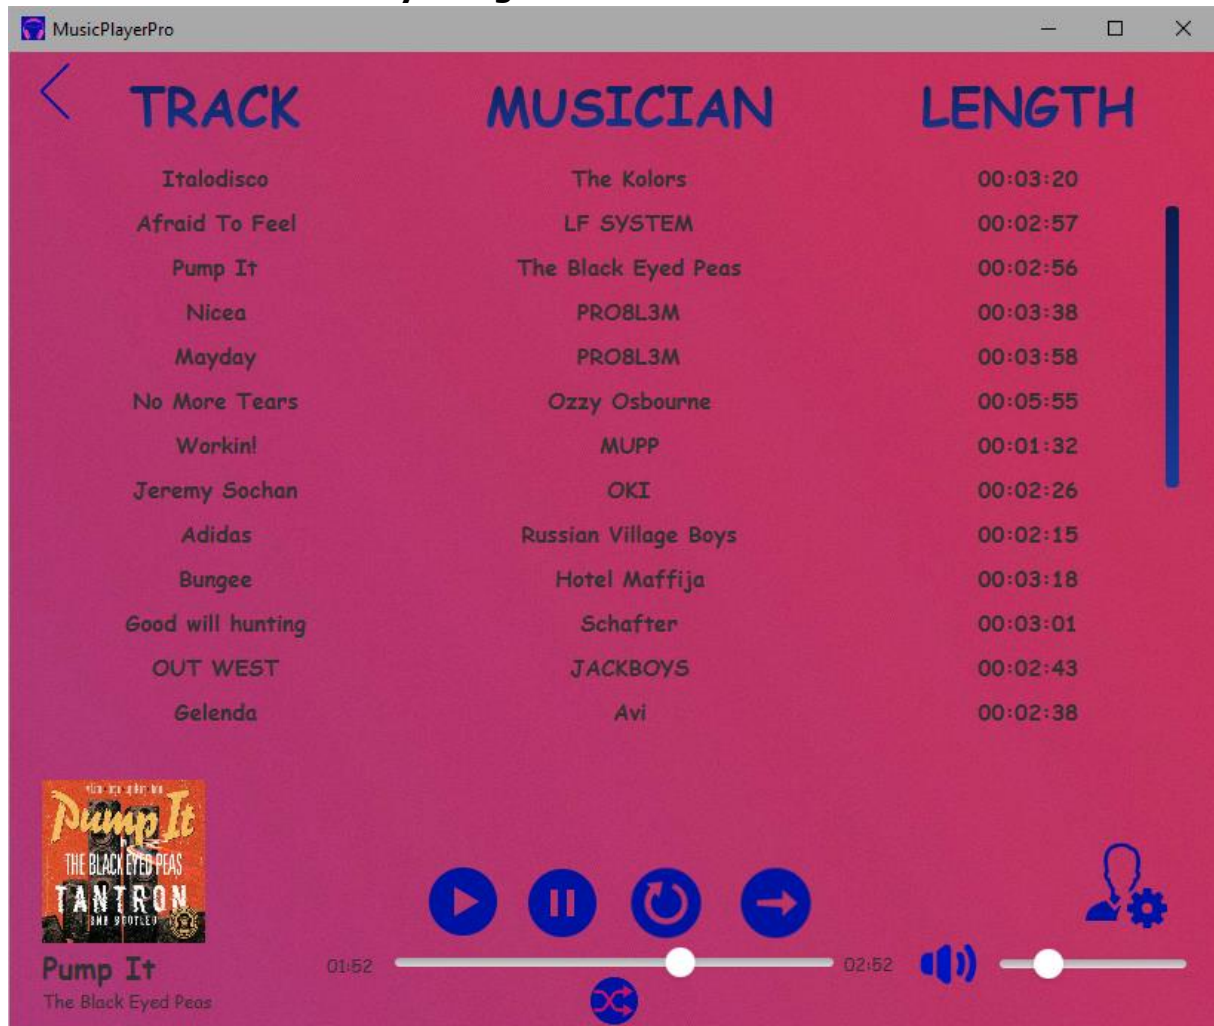 MusicPlayerPro
TRACK MUSICIAN LENGTH
Italodisco The Kolors 00:03:20
Afraid To Feel LF SYSTEM 00:02:57
Pump It The Black Eyed Peas 00:02:56
Nicea PRO8L3M 00:03:38
Mayday PRO8L3M 00:03:58
No More Tears Ozzy Osbourne 00:05:55
Workin! MUPP 00:01:32
Jeremy Sochan OKI 00:02:26
Adidas Russian Village Boys 00:02:15
Bungee Hotel Maffija 00:03:18
Good will hunting Schafter 00:03:01
OUT WEST JACKBOYS 00:02:43
Gelenda Avi 00:02:38
Pump It
THE BLACK EYED PEAS
TANTRON
DNB BOOTLEG
01:52 02:52
Pump It
The Black Eyed Peas